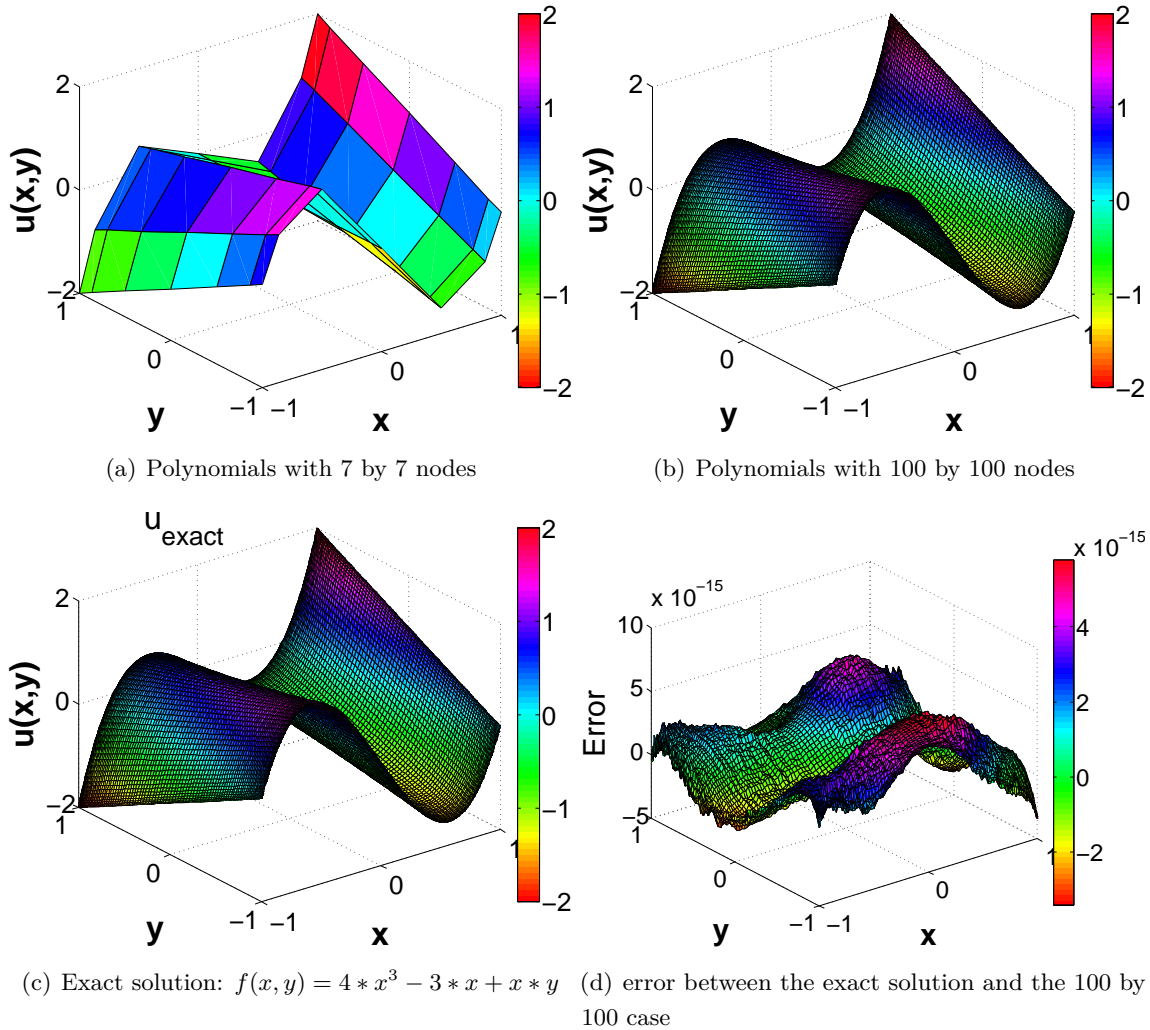 2
0
−2
u(x,y)
1
0
−1
y
−1
0
1
x
2
1
0
−1
−2
(a) Polynomials with 7 by 7 nodes
2
0
−2
u(x,y)
1
0
−1
y
−1
0
1
x
2
1
0
−1
−2
(b) Polynomials with 100 by 100 nodes
u_exact
2
0
−2
u(x,y)
1
0
−1
y
−1
0
1
x
2
1
0
−1
−2
(c) Exact solution: f(x, y) = 4 ∗ x³ − 3 ∗ x + x ∗ y
x 10⁻¹⁵
10
5
0
−5
Error
1
0
−1
y
−1
0
1
x
x 10⁻¹⁵
4
2
0
−2
(d) error between the exact solution and the 100 by
100 case